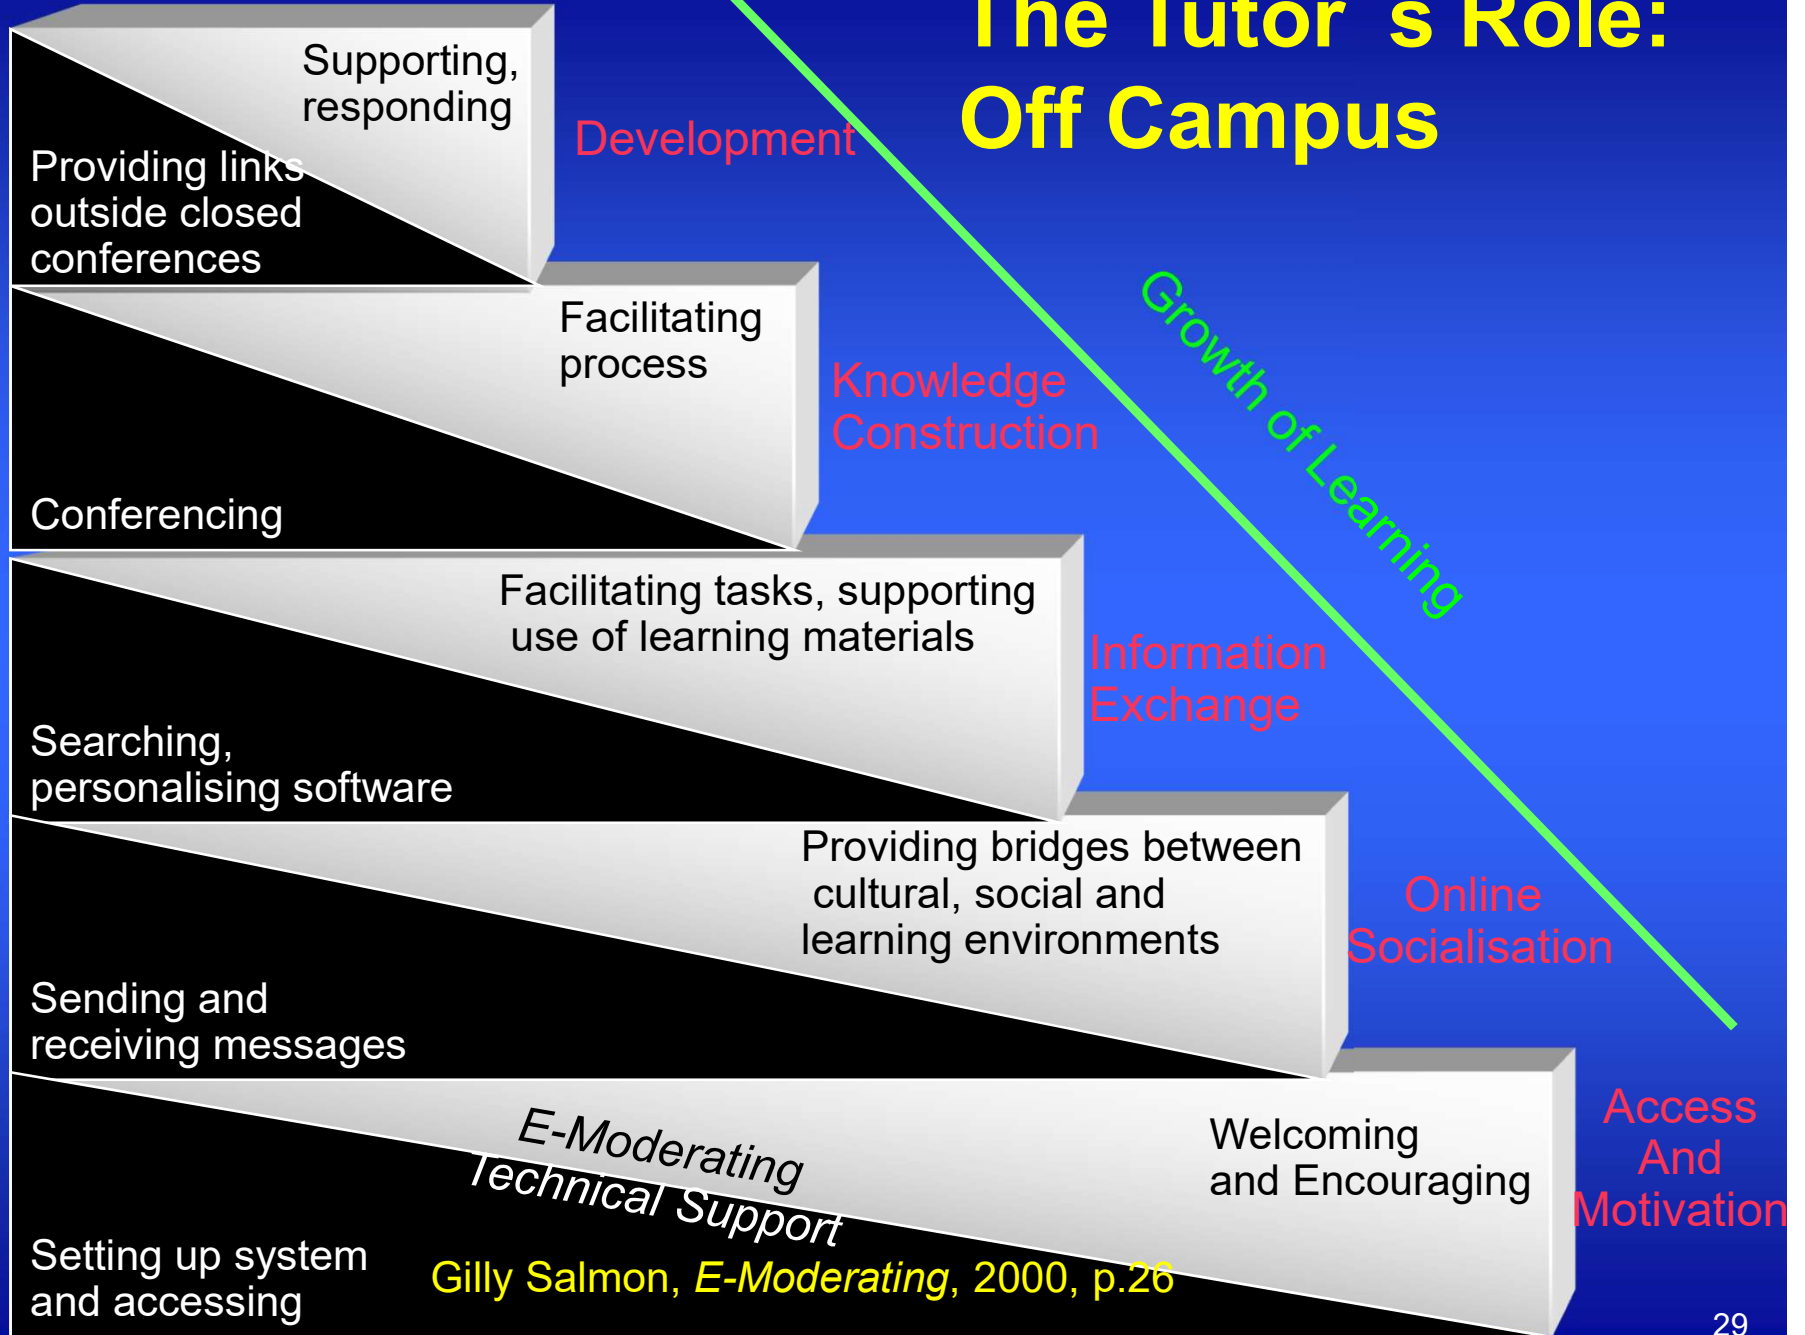 The Tutor s Role:
Off Campus
Supporting,
responding
Development
Providing links
outside closed
conferences
Growth of Learning
Facilitating
process
Knowledge
Construction
Conferencing
Facilitating tasks, supporting
use of learning materials
Information
Exchange
Searching,
personalising software
Providing bridges between
cultural, social and
learning environments
Online
Socialisation
Sending and
receiving messages
E-Moderating
Technical Support
Welcoming
and Encouraging
Access
And
Motivation
Setting up system
and accessing
Gilly Salmon, E-Moderating, 2000, p.26
29